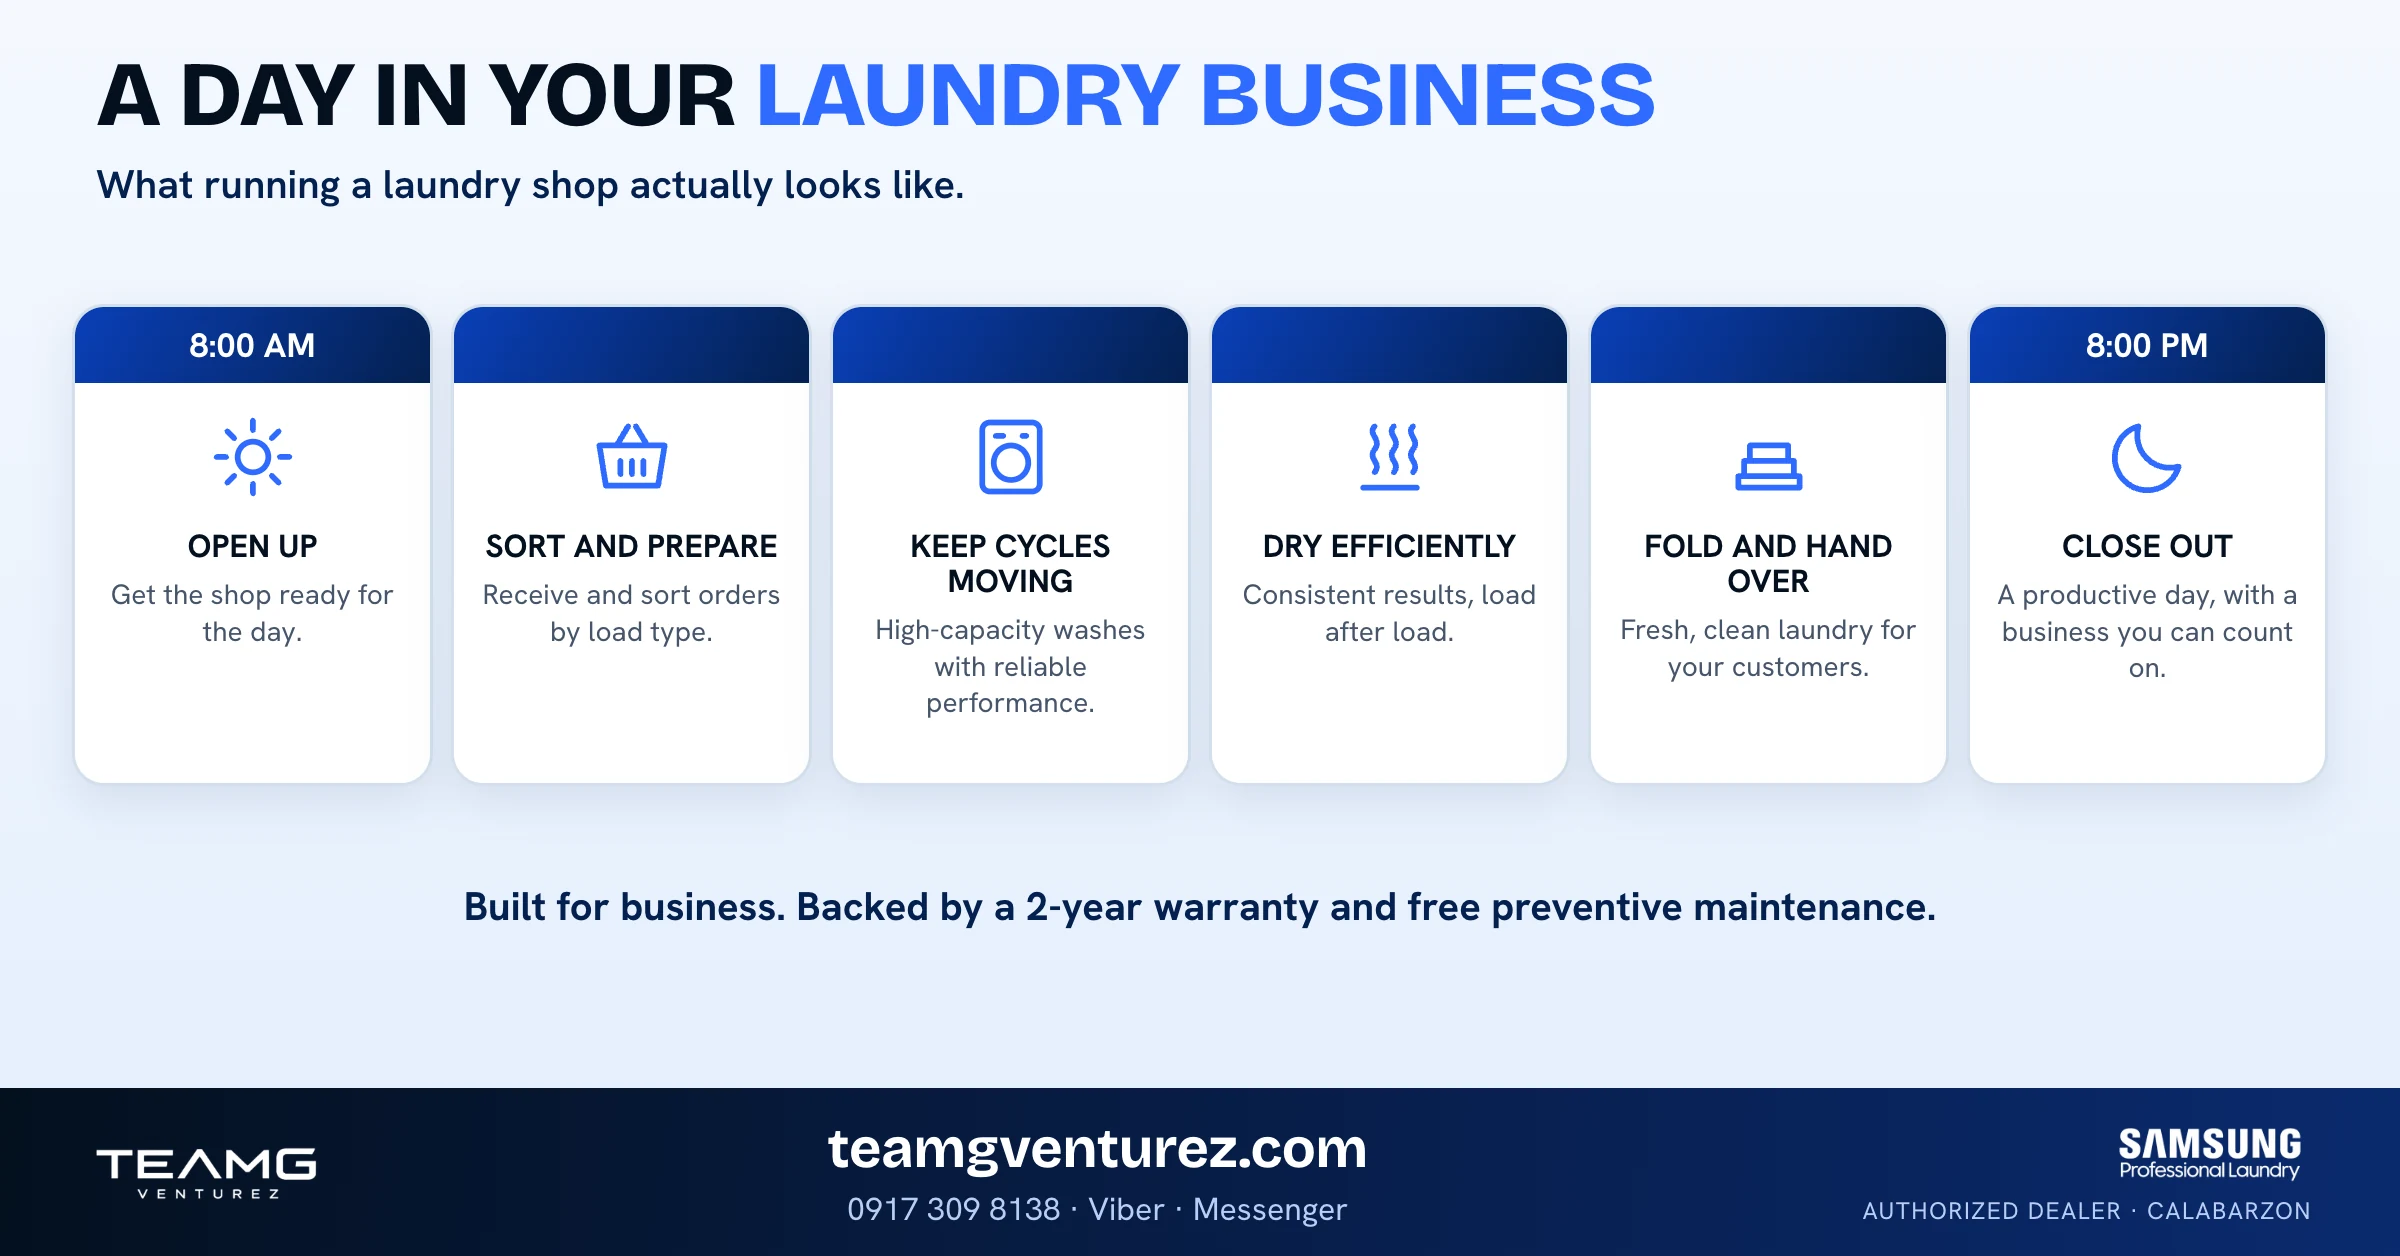 A DAY IN YOUR LAUNDRY BUSINESS
What running a laundry shop actually looks like.
8:00 AM
OPEN UP
Get the shop ready for
the day.
SORT AND PREPARE
Receive and sort orders
by load type.
KEEP CYCLES
MOVING
High-capacity washes
with reliable
performance.
DRY EFFICIENTLY
Consistent results, load
after load.
FOLD AND HAND
OVER
Fresh, clean laundry for
your customers.
8:00 PM
CLOSE OUT
A productive day, with a
business you can count
on.
Built for business. Backed by a 2-year warranty and free preventive maintenance.
TEAMG
VENTUREZ
teamgventurez.com
0917 309 8138 · Viber · Messenger
SAMSUNG
Professional Laundry
AUTHORIZED DEALER · CALABARZON